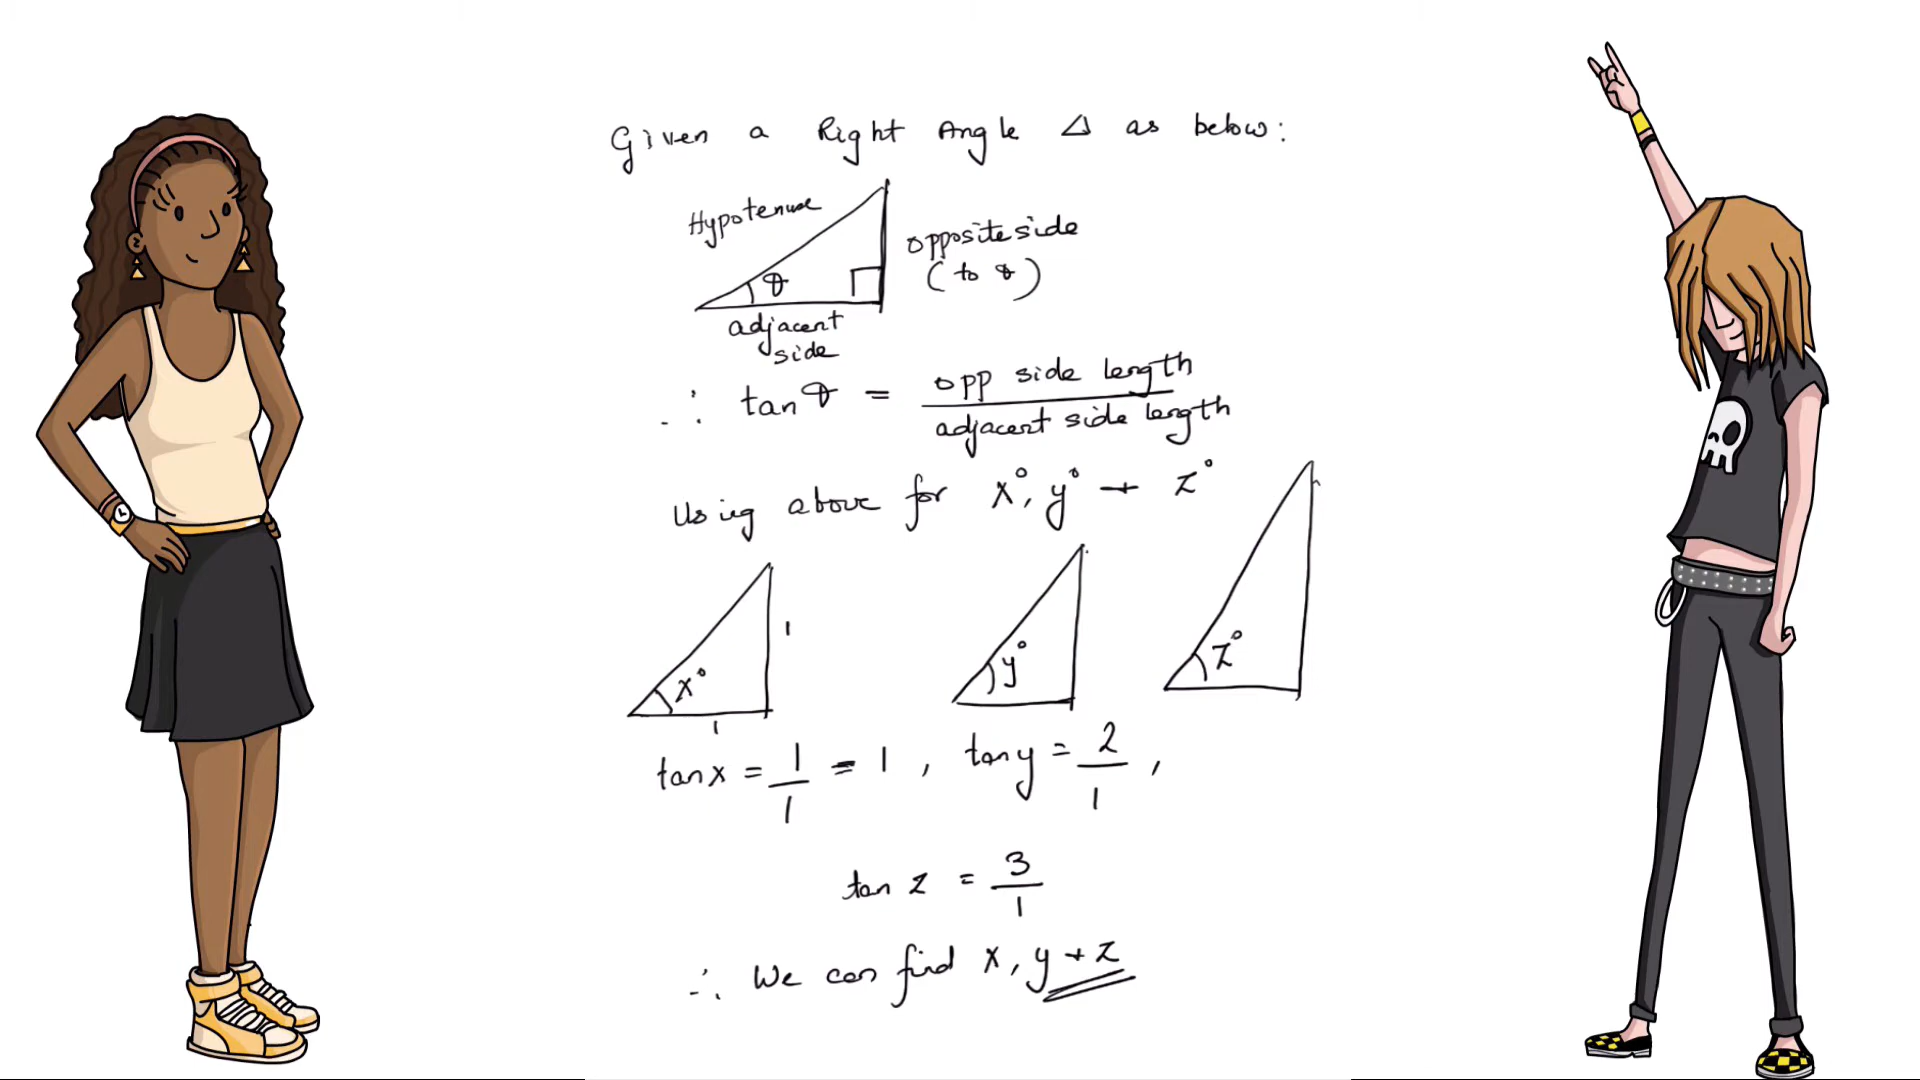 Given a Right Angle △ as below:
Hypotenuse
opposite side
(to θ)
θ
adjacent
side
∴ tan θ = opp side length
adjacent side length
Using above for x°, y° + z°
x°
1
1
y°
z°
tan x = 1/1 = 1, tan y = 2/1,
tan z = 3/1
∴ We can find x, y + z